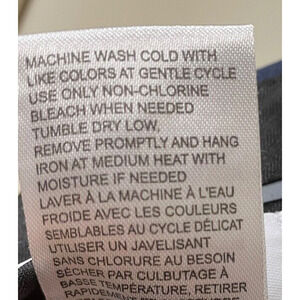 MACHINE WASH COLD WITH
LIKE COLORS AT GENTLE CYCLE
USE ONLY NON-CHLORINE
BLEACH WHEN NEEDED
TUMBLE DRY LOW,
REMOVE PROMPTLY AND HANG
IRON AT MEDIUM HEAT WITH
MOISTURE IF NEEDED
LAVER À LA MACHINE À L'EAU
FROIDE AVEC LES COULEURS
SEMBLABLES AU CYCLE DÉLICAT
UTILISER UN JAVELISANT
SANS CHLORURE AU BESOIN
SÉCHER PAR CULBUTAGE À
BASSE TEMPÉRATURE, RETIRER
RAPIDEMENT